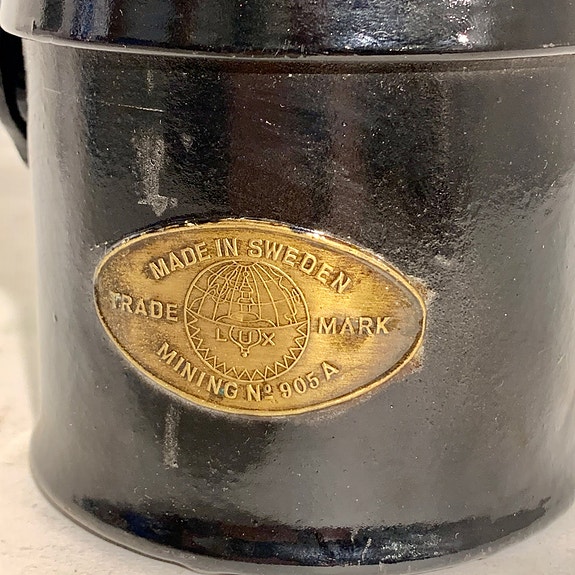 MADE IN SWEDEN
TRADE MARK
LUX
MINING Nº 905 A